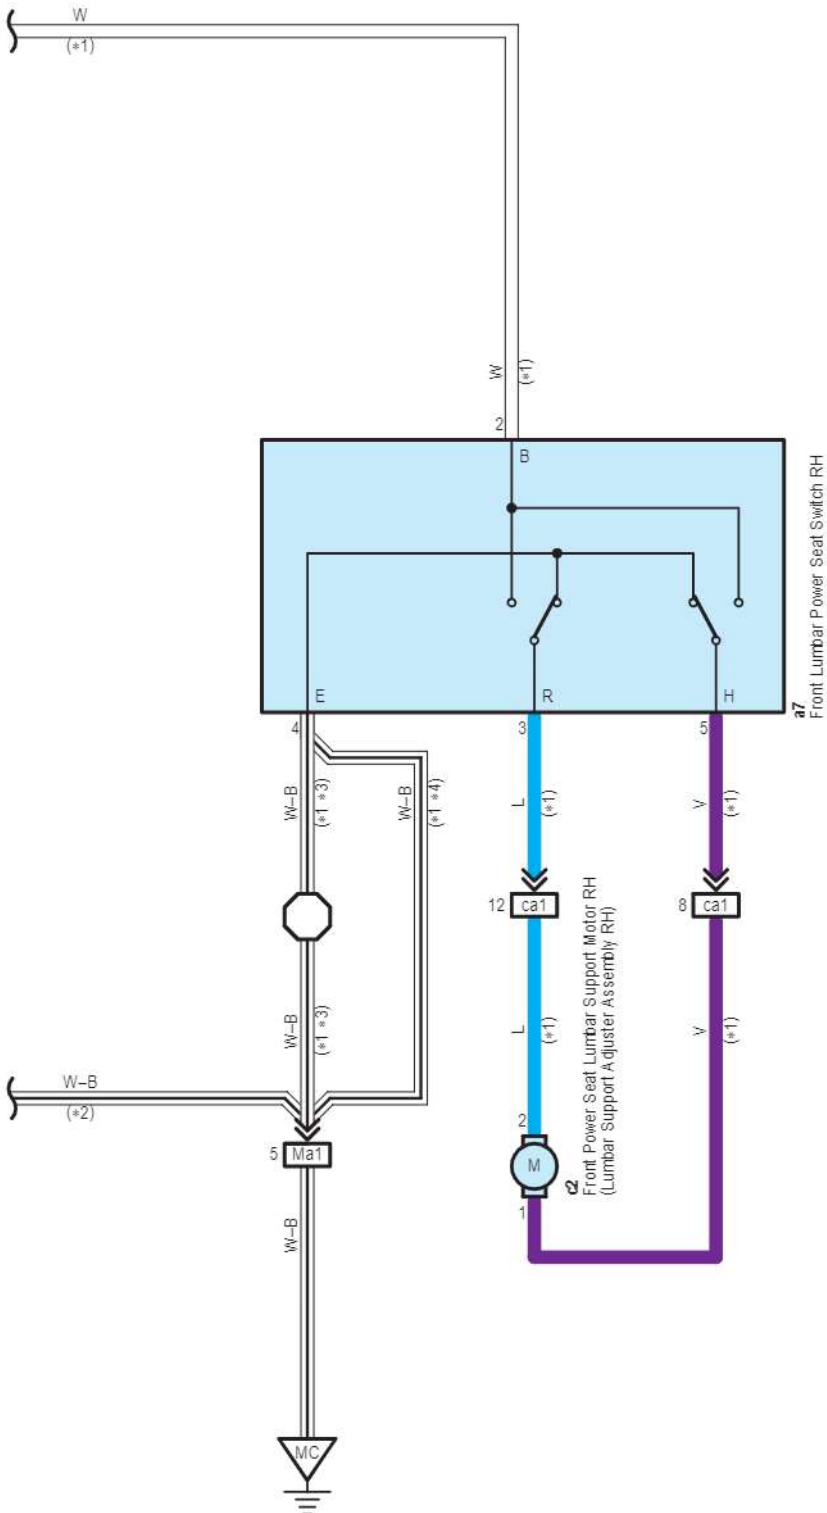 W
(∗1)
W
(∗1)
2
B
E
R
H
a7
Front Lumbar Power Seat Switch RH
4
3
5
W–B
(∗1 ∗3)
W–B
(∗1 ∗4)
L
(∗1)
V
(∗1)
12
ca1
8
ca1
W–B
(∗1 ∗3)
L
(∗1)
V
(∗1)
c2
Front Power Seat Lumbar Support Motor RH
(Lumbar Support Adjuster Assembly RH)
W–B
(∗2)
2
M
1
5
Ma1
W–B
MC